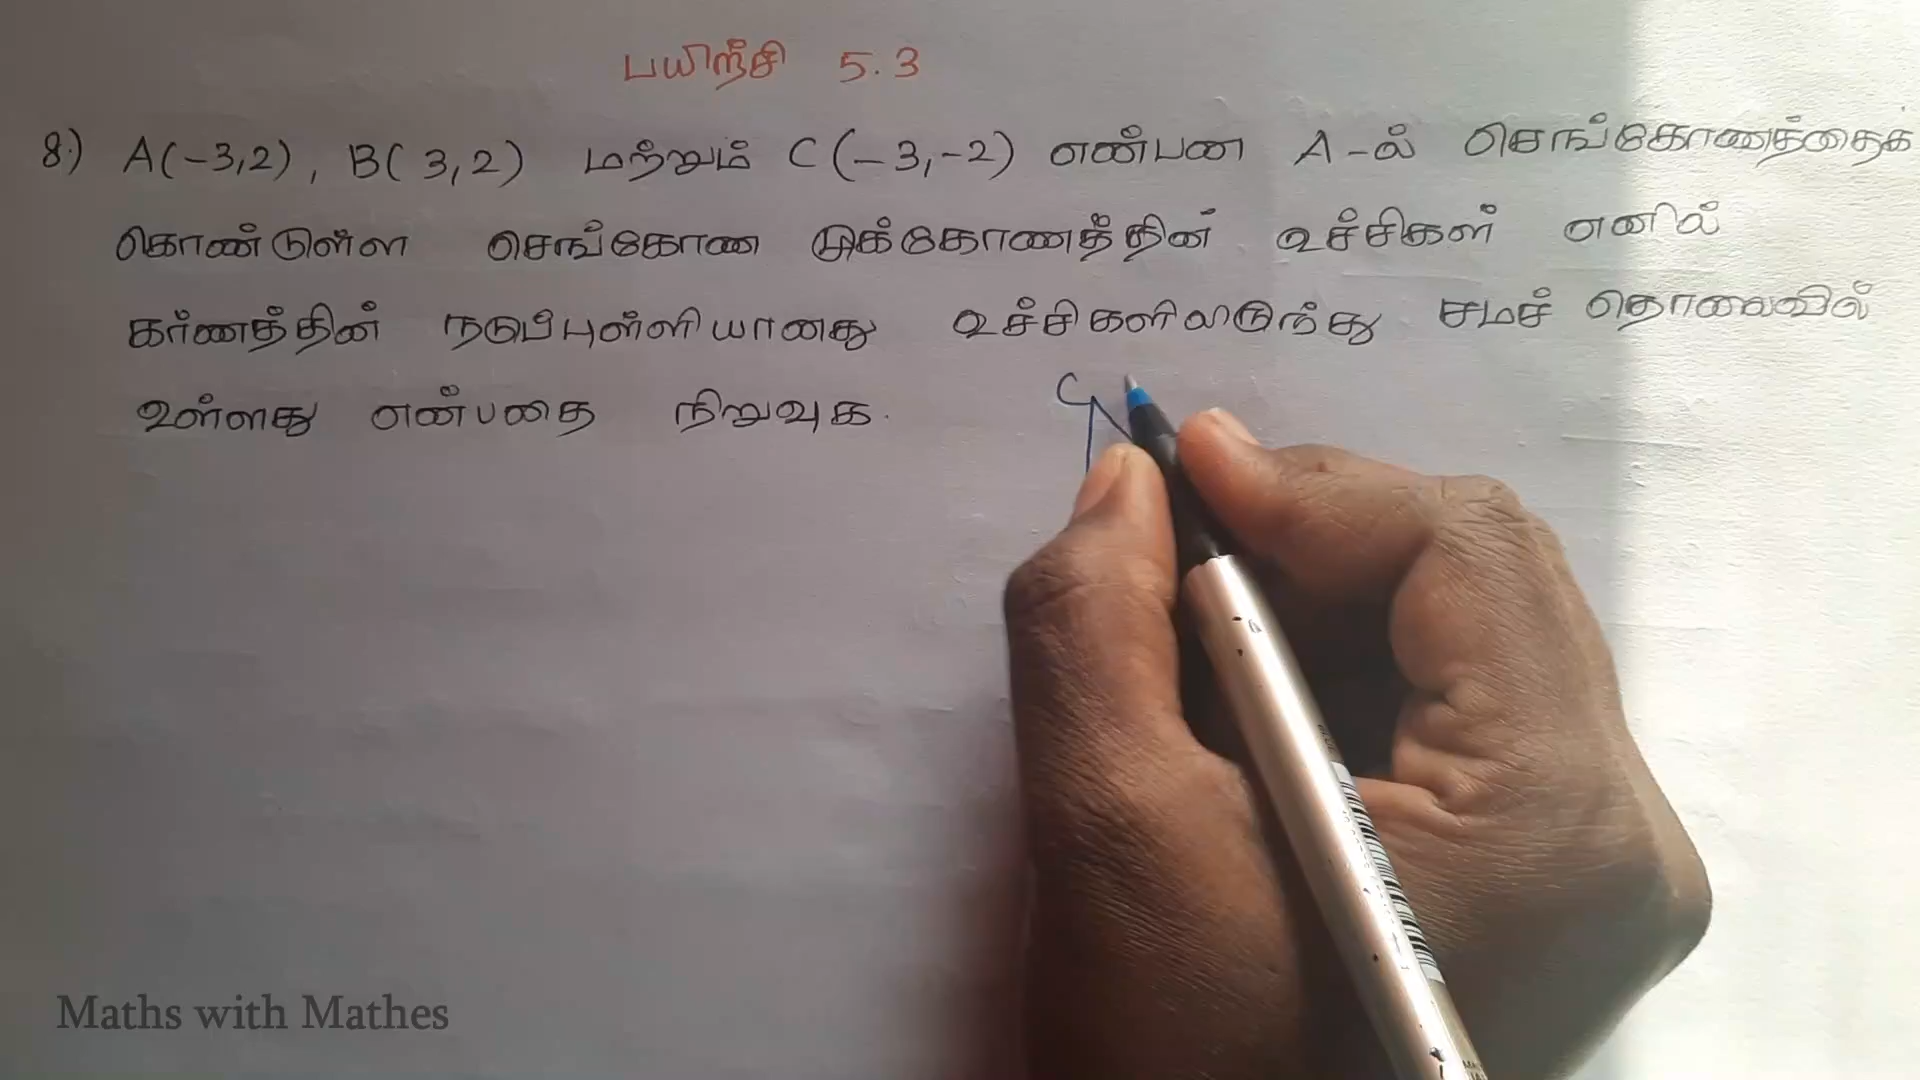 பயிற்சி 5.3
8.) A(-3,2), B(3,2) மற்றும் C(-3,-2) என்பன A-ல் செங்கோணத்தைக்
கொண்டுள்ள செங்கோண முக்கோணத்தின் உச்சிகள் எனில்
கர்ணத்தின் நடுப்புள்ளியானது உச்சிகளிலிருந்து சமச் தொலைவில்
உள்ளது என்பதை நிறுவுக.
C
Maths with Mathes